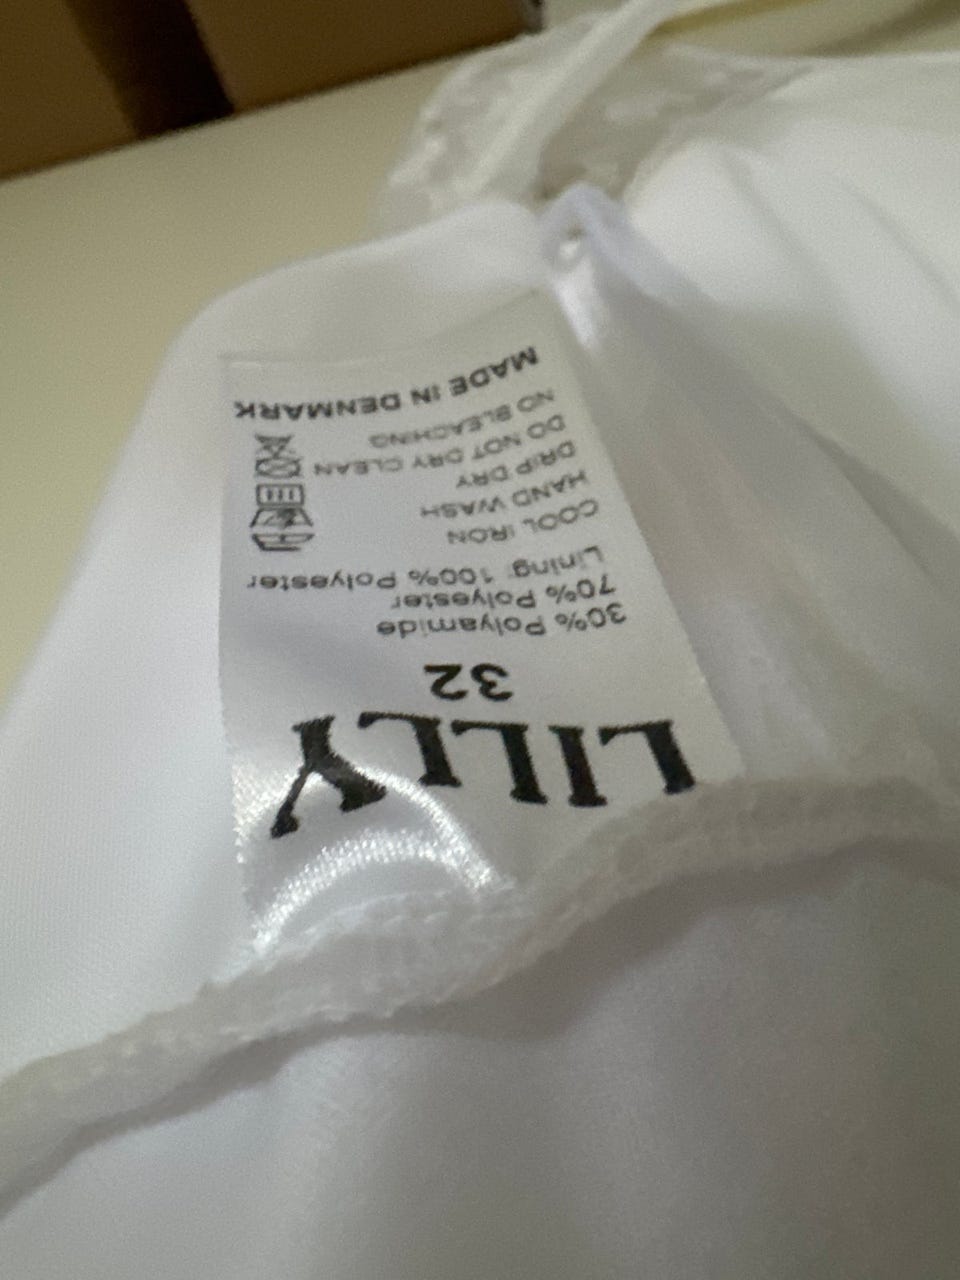 LILLY
32
30% Polyamide
70% Polyester
Lining: 100% Polyester
COOL IRON
HAND WASH
DRIP DRY
DO NOT DRY CLEAN
NO BLEACHING
MADE IN DENMARK